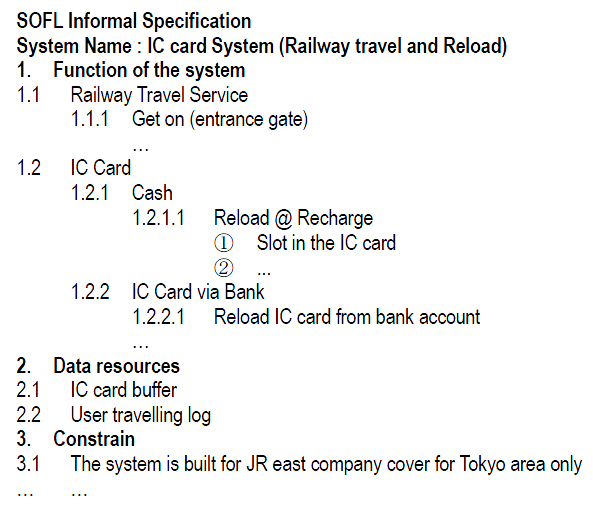 SOFL Informal Specification
System Name : IC card System (Railway travel and Reload)
1. Function of the system
1.1 Railway Travel Service
1.1.1 Get on (entrance gate)
…
1.2 IC Card
1.2.1 Cash
1.2.1.1 Reload @ Recharge
① Slot in the IC card
② ...
1.2.2 IC Card via Bank
1.2.2.1 Reload IC card from bank account
…
2. Data resources
2.1 IC card buffer
2.2 User travelling log
3. Constrain
3.1 The system is built for JR east company cover for Tokyo area only
… …